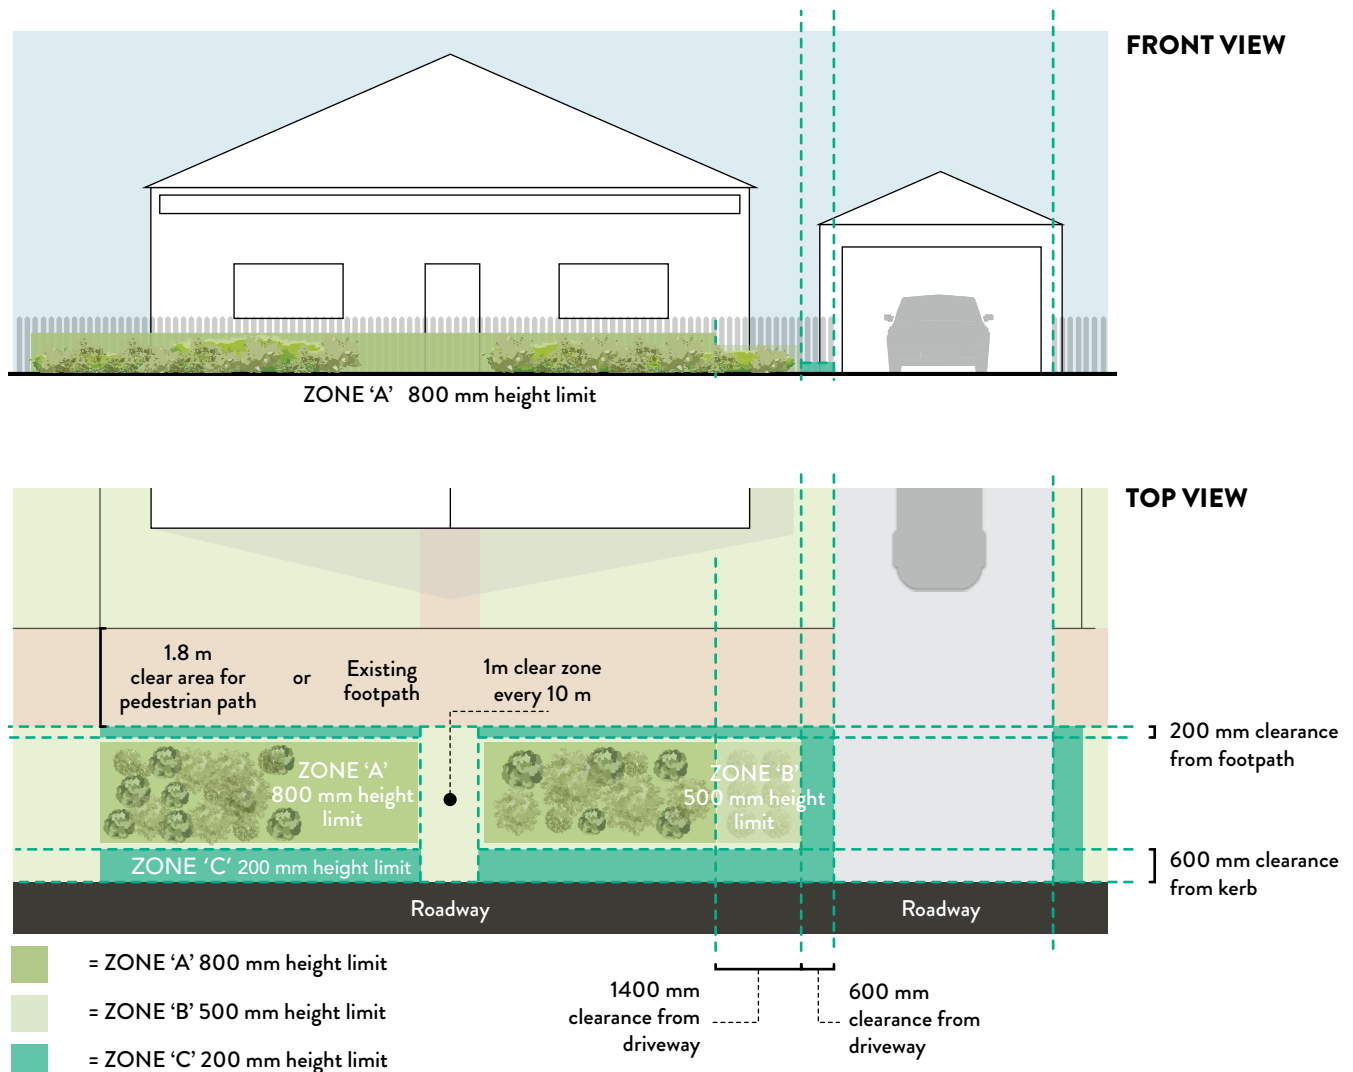 FRONT VIEW
ZONE ‘A’ 800 mm height limit
TOP VIEW
1.8 m
clear area for
pedestrian path
or
Existing
footpath
1m clear zone
every 10 m
200 mm clearance
from footpath
ZONE ‘A’
800 mm height
limit
ZONE ‘B’
500 mm height
limit
ZONE ‘C’ 200 mm height limit
600 mm clearance
from kerb
Roadway
Roadway
= ZONE ‘A’ 800 mm height limit
= ZONE ‘B’ 500 mm height limit
= ZONE ‘C’ 200 mm height limit
1400 mm
clearance from
driveway
600 mm
clearance from
driveway